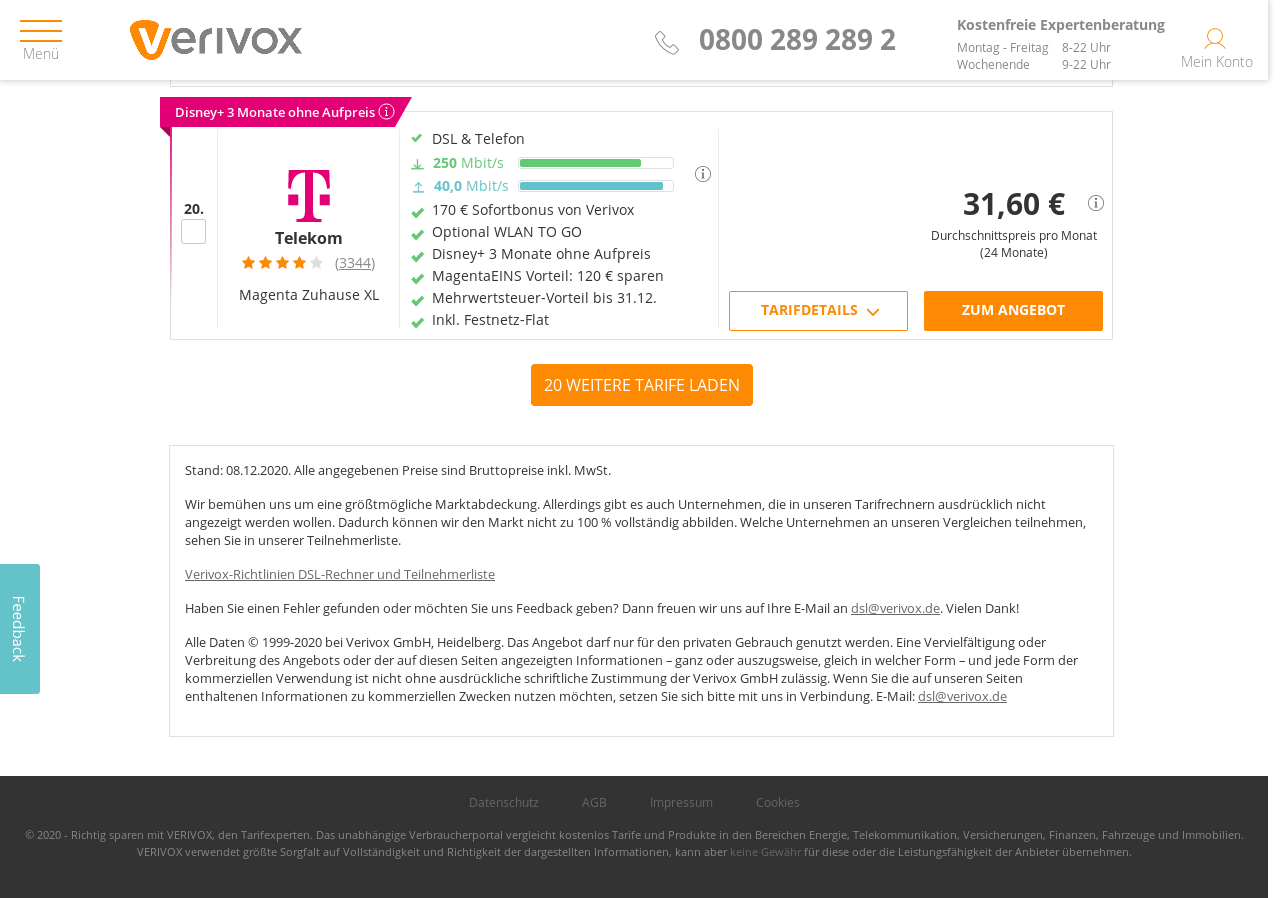 Menü
Verivox
0800 289 289 2
Kostenfreie Expertenberatung
Montag - Freitag 8-22 Uhr
Wochenende 9-22 Uhr
Mein Konto
Disney+ 3 Monate ohne Aufpreis
20.
Telekom
(3344)
Magenta Zuhause XL
DSL & Telefon
250 Mbit/s
40,0 Mbit/s
170 € Sofortbonus von Verivox
Optional WLAN TO GO
Disney+ 3 Monate ohne Aufpreis
MagentaEINS Vorteil: 120 € sparen
Mehrwertsteuer-Vorteil bis 31.12.
Inkl. Festnetz-Flat
31,60 €
Durchschnittspreis pro Monat
(24 Monate)
TARIFDETAILS
ZUM ANGEBOT
20 WEITERE TARIFE LADEN
Stand: 08.12.2020. Alle angegebenen Preise sind Bruttopreise inkl. MwSt.
Wir bemühen uns um eine größtmögliche Marktabdeckung. Allerdings gibt es auch Unternehmen, die in unseren Tarifrechnern ausdrücklich nicht
angezeigt werden wollen. Dadurch können wir den Markt nicht zu 100 % vollständig abbilden. Welche Unternehmen an unseren Vergleichen teilnehmen,
sehen Sie in unserer Teilnehmerliste.
Verivox-Richtlinien DSL-Rechner und Teilnehmerliste
Haben Sie einen Fehler gefunden oder möchten Sie uns Feedback geben? Dann freuen wir uns auf Ihre E-Mail an dsl@verivox.de. Vielen Dank!
Alle Daten © 1999-2020 bei Verivox GmbH, Heidelberg. Das Angebot darf nur für den privaten Gebrauch genutzt werden. Eine Vervielfältigung oder
Verbreitung des Angebots oder der auf diesen Seiten angezeigten Informationen – ganz oder auszugsweise, gleich in welcher Form – und jede Form der
kommerziellen Verwendung ist nicht ohne ausdrückliche schriftliche Zustimmung der Verivox GmbH zulässig. Wenn Sie die auf unseren Seiten
enthaltenen Informationen zu kommerziellen Zwecken nutzen möchten, setzen Sie sich bitte mit uns in Verbindung. E-Mail: dsl@verivox.de
Feedback
Datenschutz AGB Impressum Cookies
© 2020 - Richtig sparen mit VERIVOX, den Tarifexperten. Das unabhängige Verbraucherportal vergleicht kostenlos Tarife und Produkte in den Bereichen Energie, Telekommunikation, Versicherungen, Finanzen, Fahrzeuge und Immobilien.
VERIVOX verwendet größte Sorgfalt auf Vollständigkeit und Richtigkeit der dargestellten Informationen, kann aber keine Gewähr für diese oder die Leistungsfähigkeit der Anbieter übernehmen.